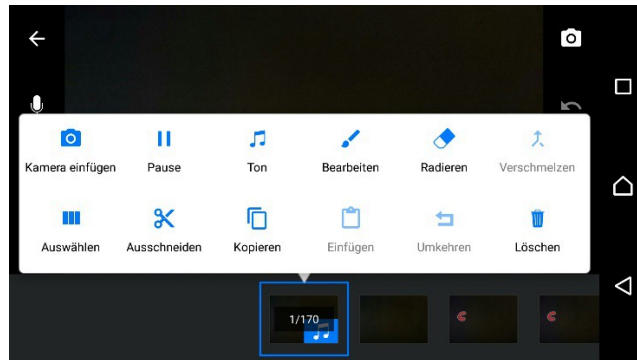 Kamera einfügen Pause Ton Bearbeiten Radieren Verschmelzen
Auswählen Ausschneiden Kopieren Einfügen Umkehren Löschen
1/170